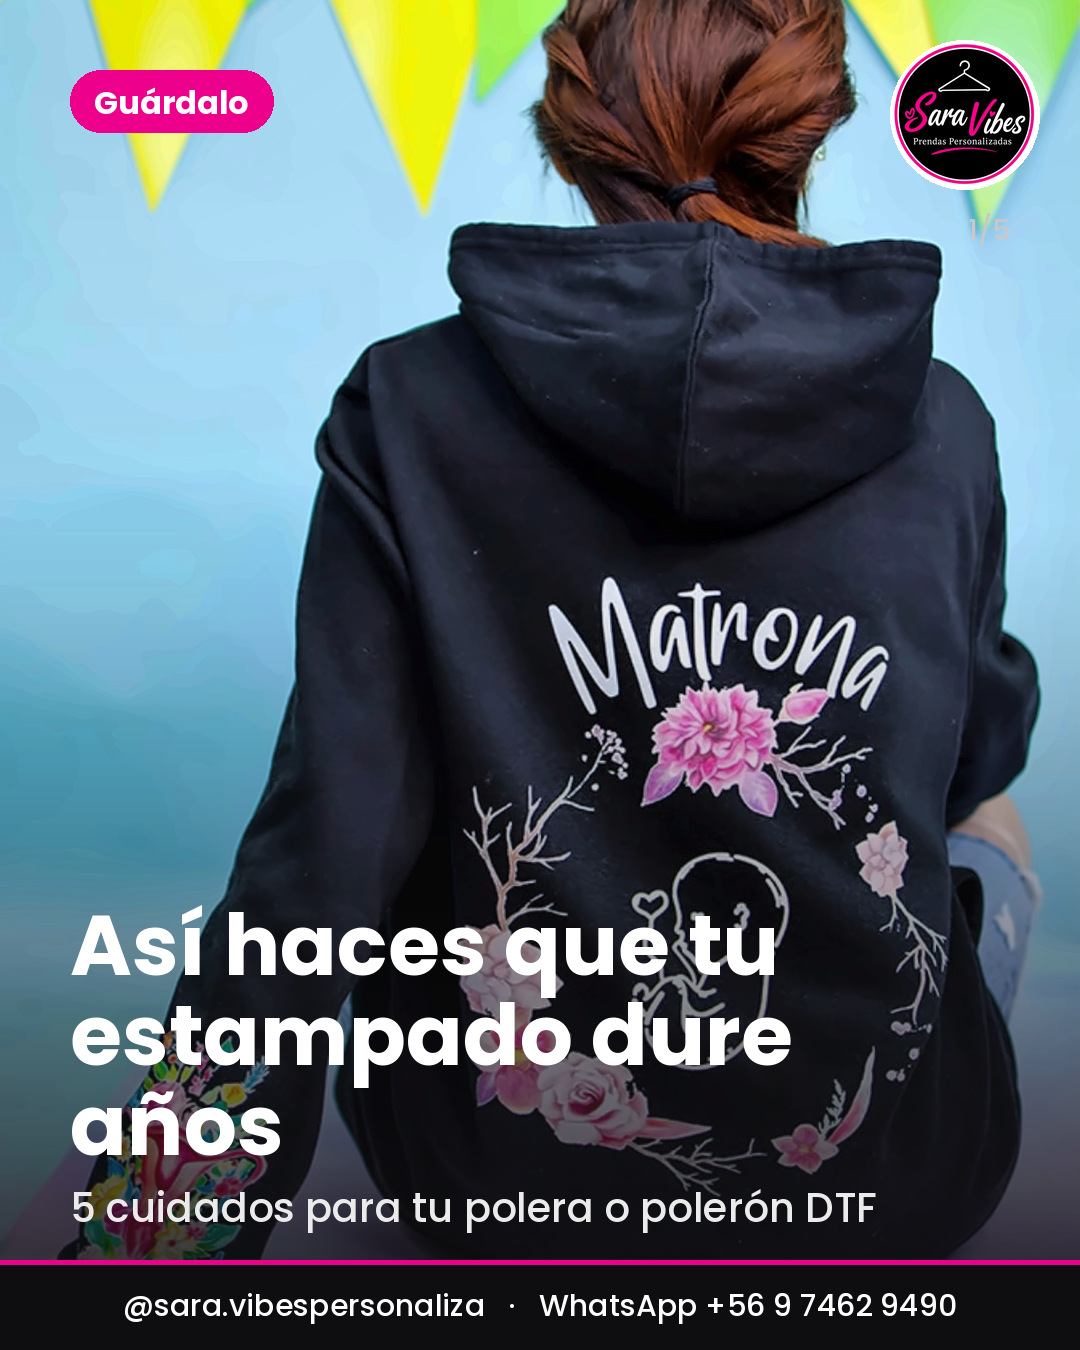 Guárdalo
Sara Vibes
Prendas Personalizadas
1/5
Matrona
Así haces que tu
estampado dure
años
5 cuidados para tu polera o polerón DTF
@sara.vibespersonaliza · WhatsApp +56 9 7462 9490